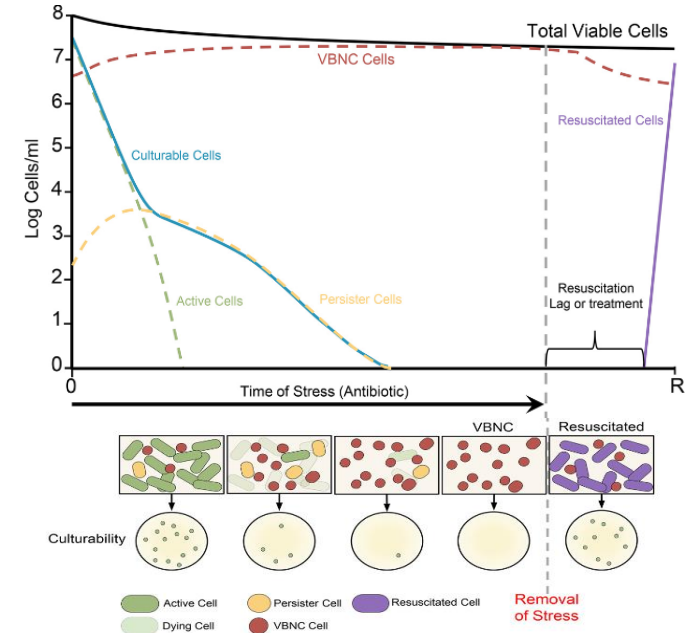 8
Total Viable Cells
7
VBNC Cells
6
Resuscitated Cells
5
Culturable Cells
Log Cells/ml
4
3
2
Resuscitation
Lag or treatment
Active Cells
Persister Cells
1
0
0
Time of Stress (Antibiotic)
R
VBNC
Resuscitated
Culturability
Active Cell
Persister Cell
Resuscitated Cell
Dying Cell
VBNC Cell
Removal
of Stress